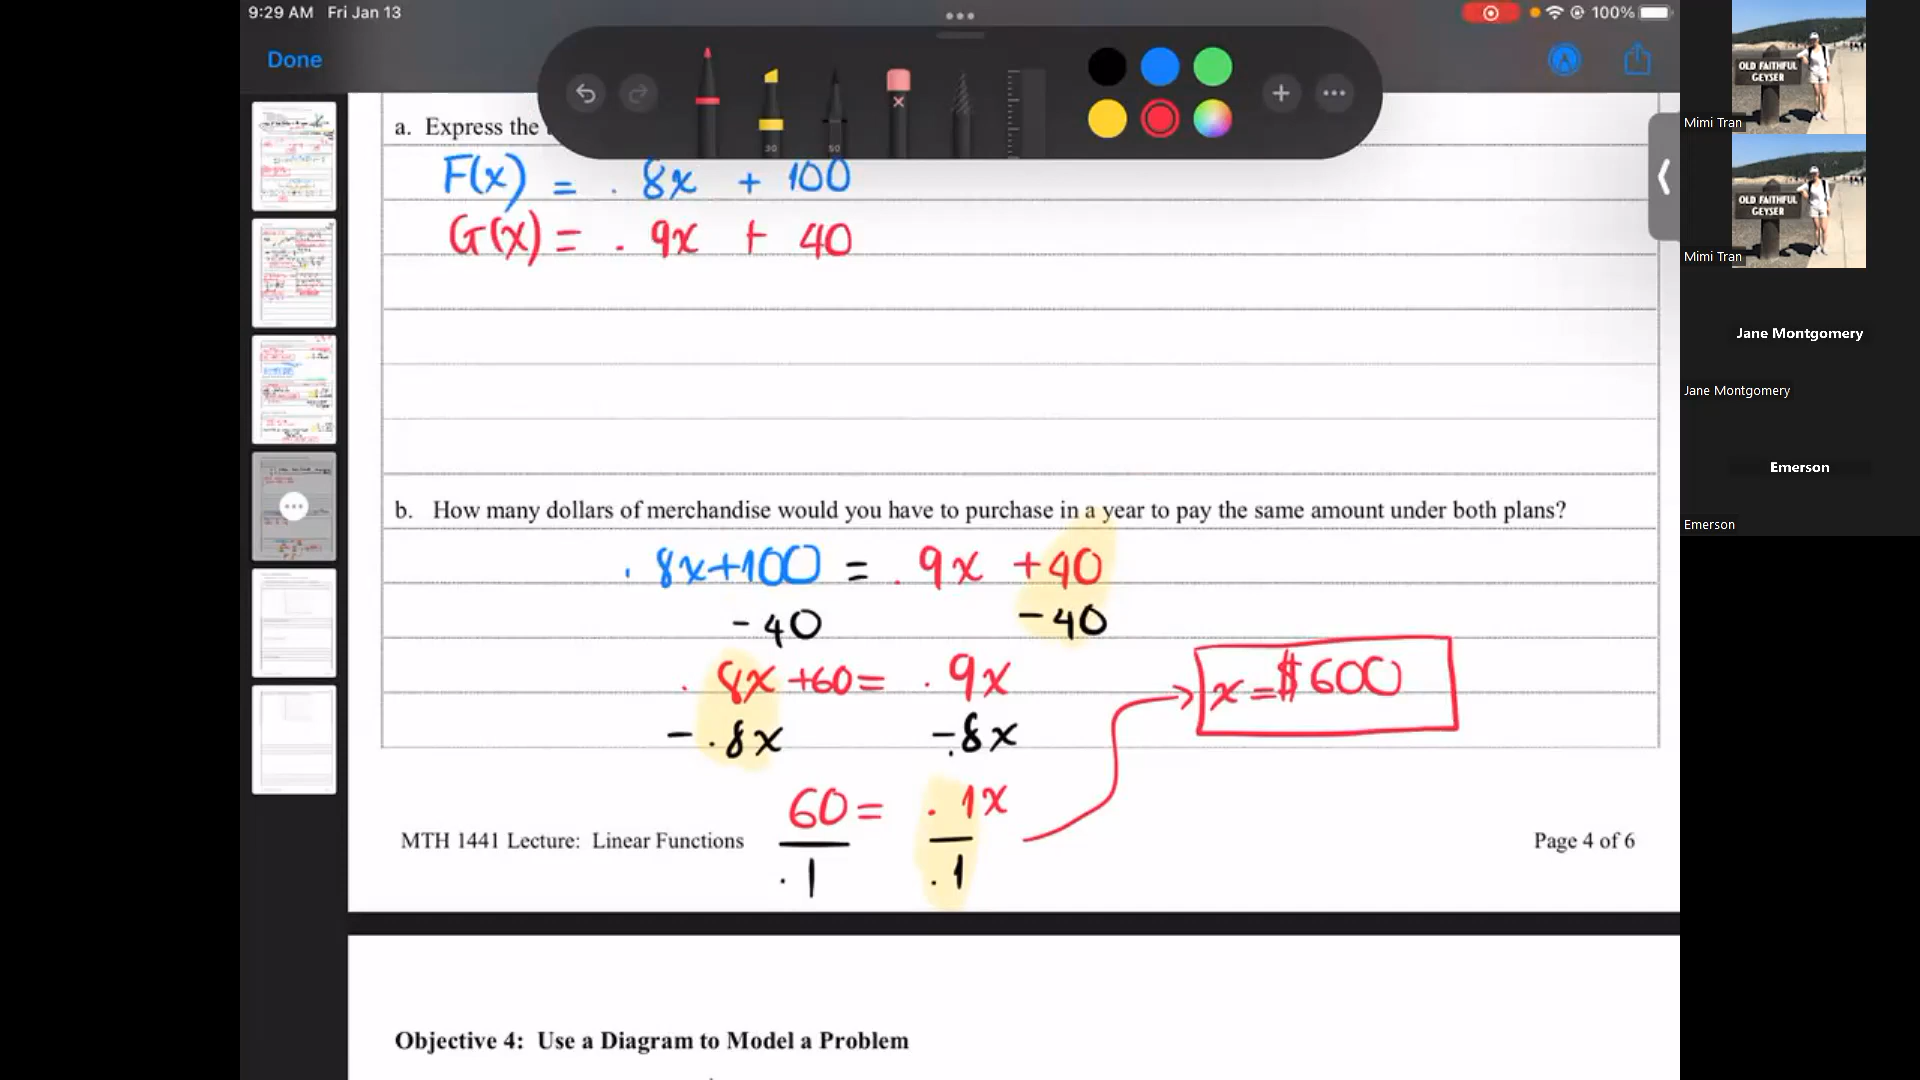 9:29 AM Fri Jan 13
100%
Done
30
50
a. Express the
F(x) = .8x + 100
G(x) = .9x + 40
b. How many dollars of merchandise would you have to purchase in a year to pay the same amount under both plans?
.8x+100 = .9x +40
-40 -40
.8x +60 = .9x
-.8x -.8x
60 = .1x
.1 .1
x = $600
MTH 1441 Lecture: Linear Functions
Page 4 of 6
Objective 4: Use a Diagram to Model a Problem
OLD FAITHFUL
GEYSER
Mimi Tran
OLD FAITHFUL
GEYSER
Mimi Tran
Jane Montgomery
Jane Montgomery
Emerson
Emerson